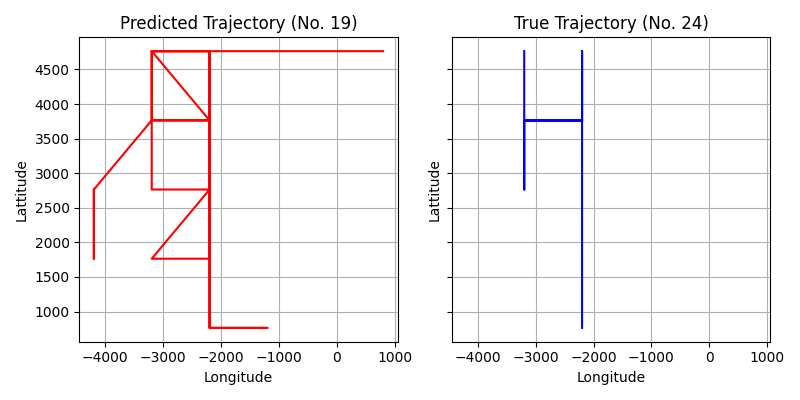 Predicted Trajectory (No. 19)
True Trajectory (No. 24)
Lattitude
4500
4000
3500
3000
2500
2000
1500
1000
−4000 −3000 −2000 −1000 0 1000
Longitude
Lattitude
−4000 −3000 −2000 −1000 0 1000
Longitude